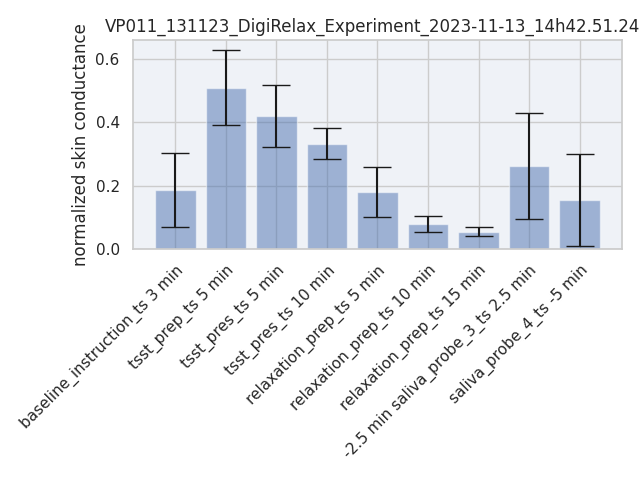 VP011_131123_DigiRelax_Experiment_2023-11-13_14h42.51.24
normalized skin conductance
0.6
0.4
0.2
0.0
baseline_instruction_ts 3 min
tsst_prep_ts 5 min
tsst_pres_ts 5 min
tsst_pres_ts 10 min
relaxation_prep_ts 5 min
relaxation_prep_ts 10 min
relaxation_prep_ts 15 min
-2.5 min saliva_probe_3_ts 2.5 min
saliva_probe_4_ts -5 min